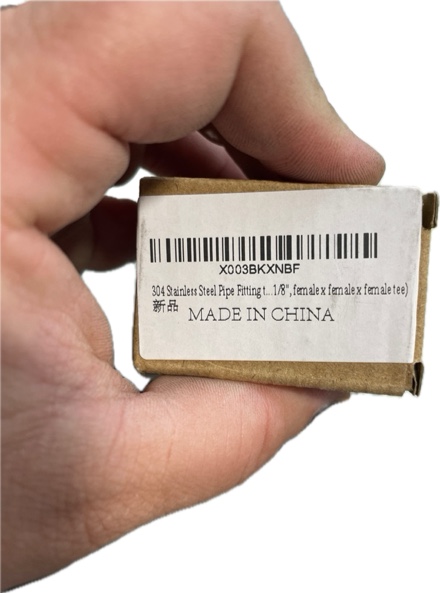 X003BKXNBF
304 Stainless Steel Pipe Fitting t...1/8", female x female x female tee)
新品
MADE IN CHINA